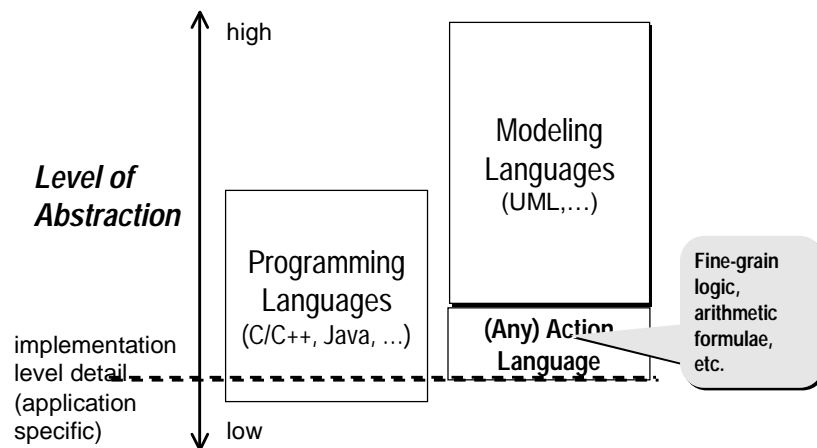 high
Level of
Abstraction
Modeling
Languages
(UML,…)
Programming
Languages
(C/C++, Java, …)
(Any) Action
Language
Fine-grain
logic,
arithmetic
formulae,
etc.
implementation
level detail
(application
specific)
low